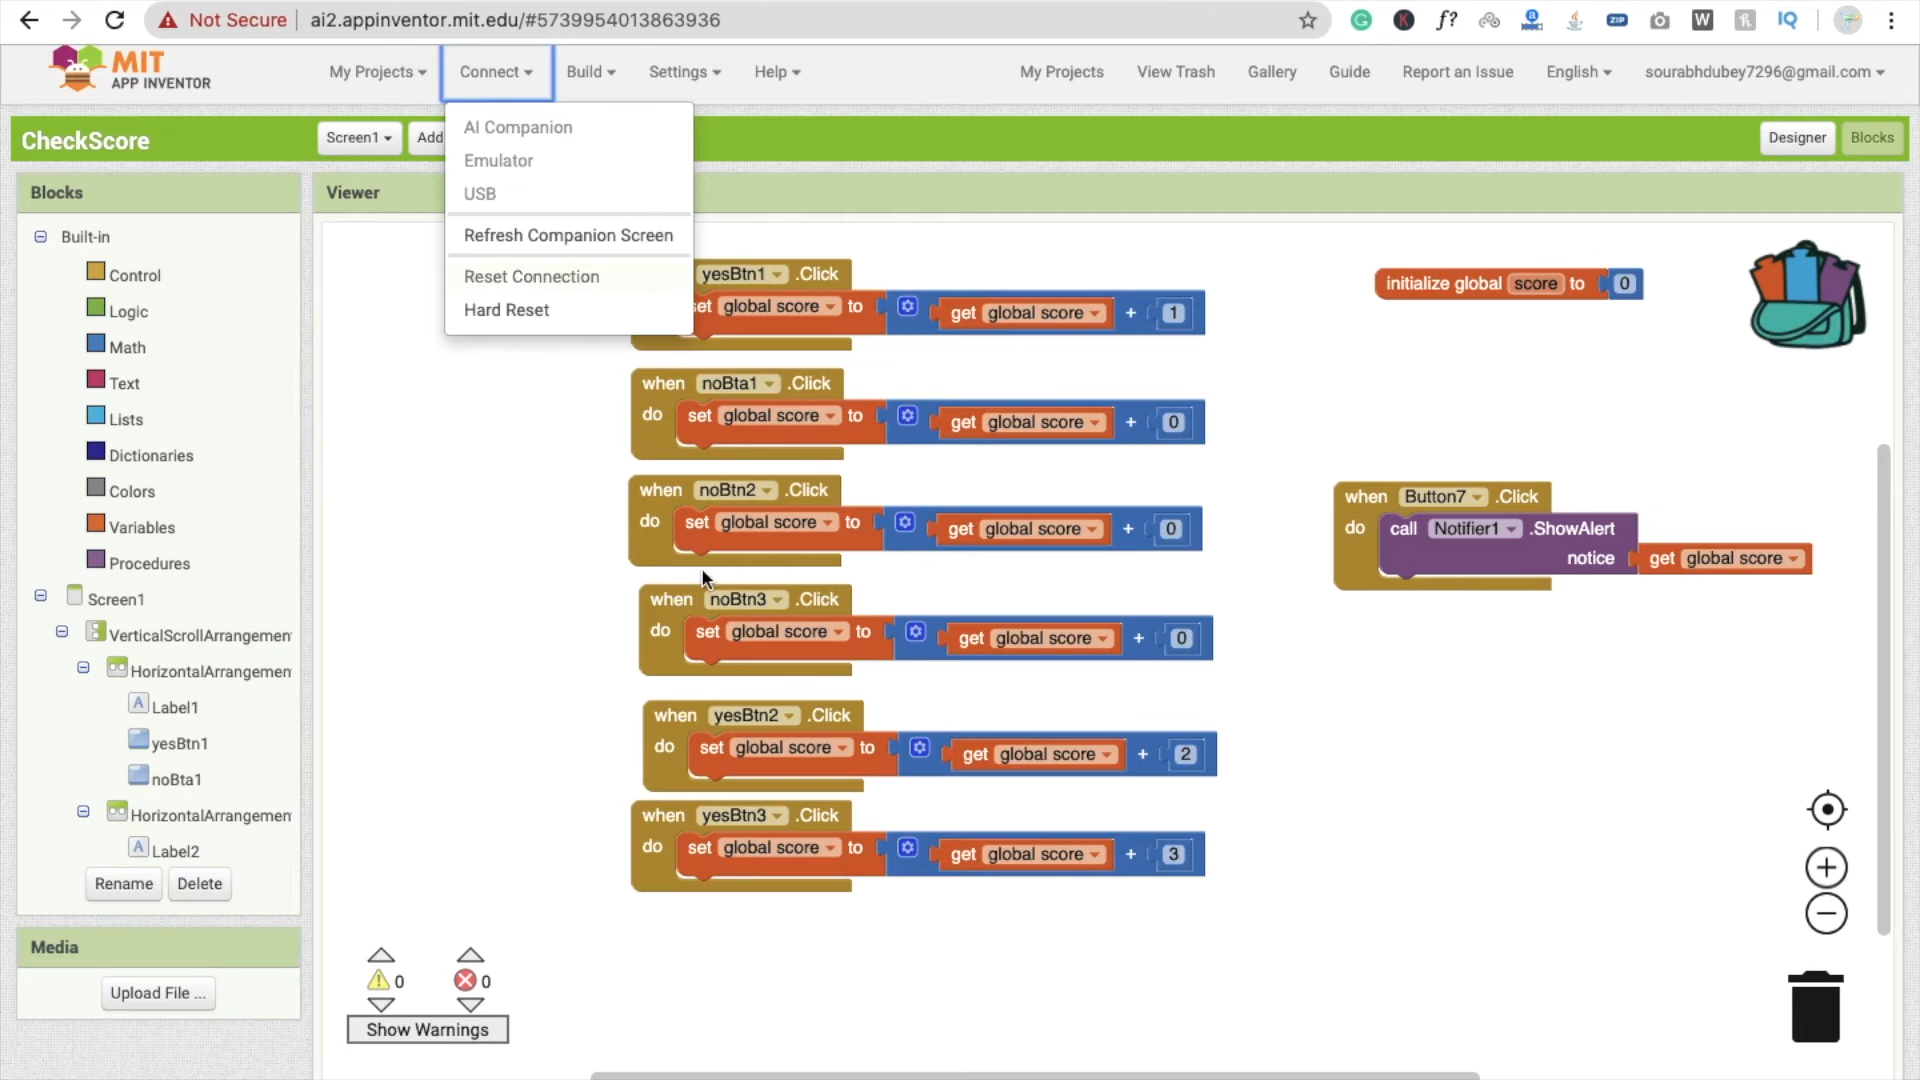 Not Secure | ai2.appinventor.mit.edu/#5739954013863936
MIT
APP INVENTOR
My Projects Connect Build Settings Help My Projects View Trash Gallery Guide Report an Issue English sourabhdubey7296@gmail.com
CheckScore Screen1 Add Designer Blocks
AI Companion
Emulator
USB
Refresh Companion Screen
Reset Connection
Hard Reset
Blocks
Built-in
Control
Logic
Math
Text
Lists
Dictionaries
Colors
Variables
Procedures
Screen1
VerticalScrollArrangemen
HorizontalArrangemen
A Label1
yesBtn1
noBta1
HorizontalArrangemen
A Label2
Rename Delete
Media
Upload File ...
Viewer
yesBtn1 .Click
set global score to get global score + 1
when noBta1 .Click
do set global score to get global score + 0
when noBtn2 .Click
do set global score to get global score + 0
when noBtn3 .Click
do set global score to get global score + 0
when yesBtn2 .Click
do set global score to get global score + 2
when yesBtn3 .Click
do set global score to get global score + 3
initialize global score to 0
when Button7 .Click
do call Notifier1 .ShowAlert
notice get global score
0 0
Show Warnings
K f? a ZIP W IQ